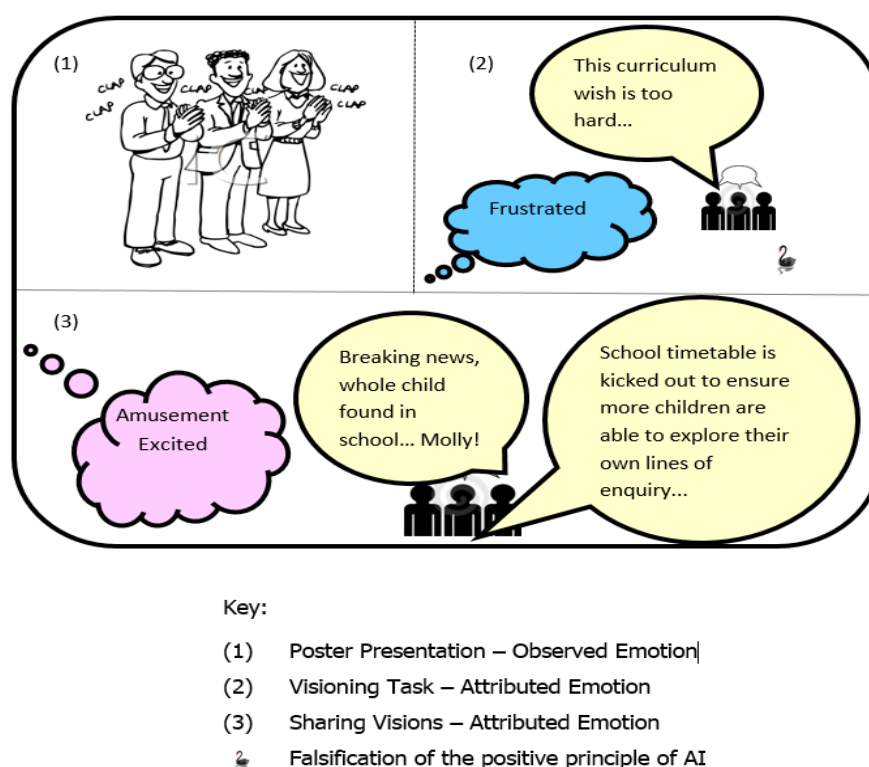 (1)
CLAP
CLAP
CLAP
CLAP
CLAP
(2)
This curriculum
wish is too
hard...
Frustrated
(3)
Amusement
Excited
Breaking news,
whole child
found in
school... Molly!
School timetable is
kicked out to ensure
more children are
able to explore their
own lines of
enquiry...
Key:
(1) Poster Presentation – Observed Emotion
(2) Visioning Task – Attributed Emotion
(3) Sharing Visions – Attributed Emotion
Falsification of the positive principle of AI